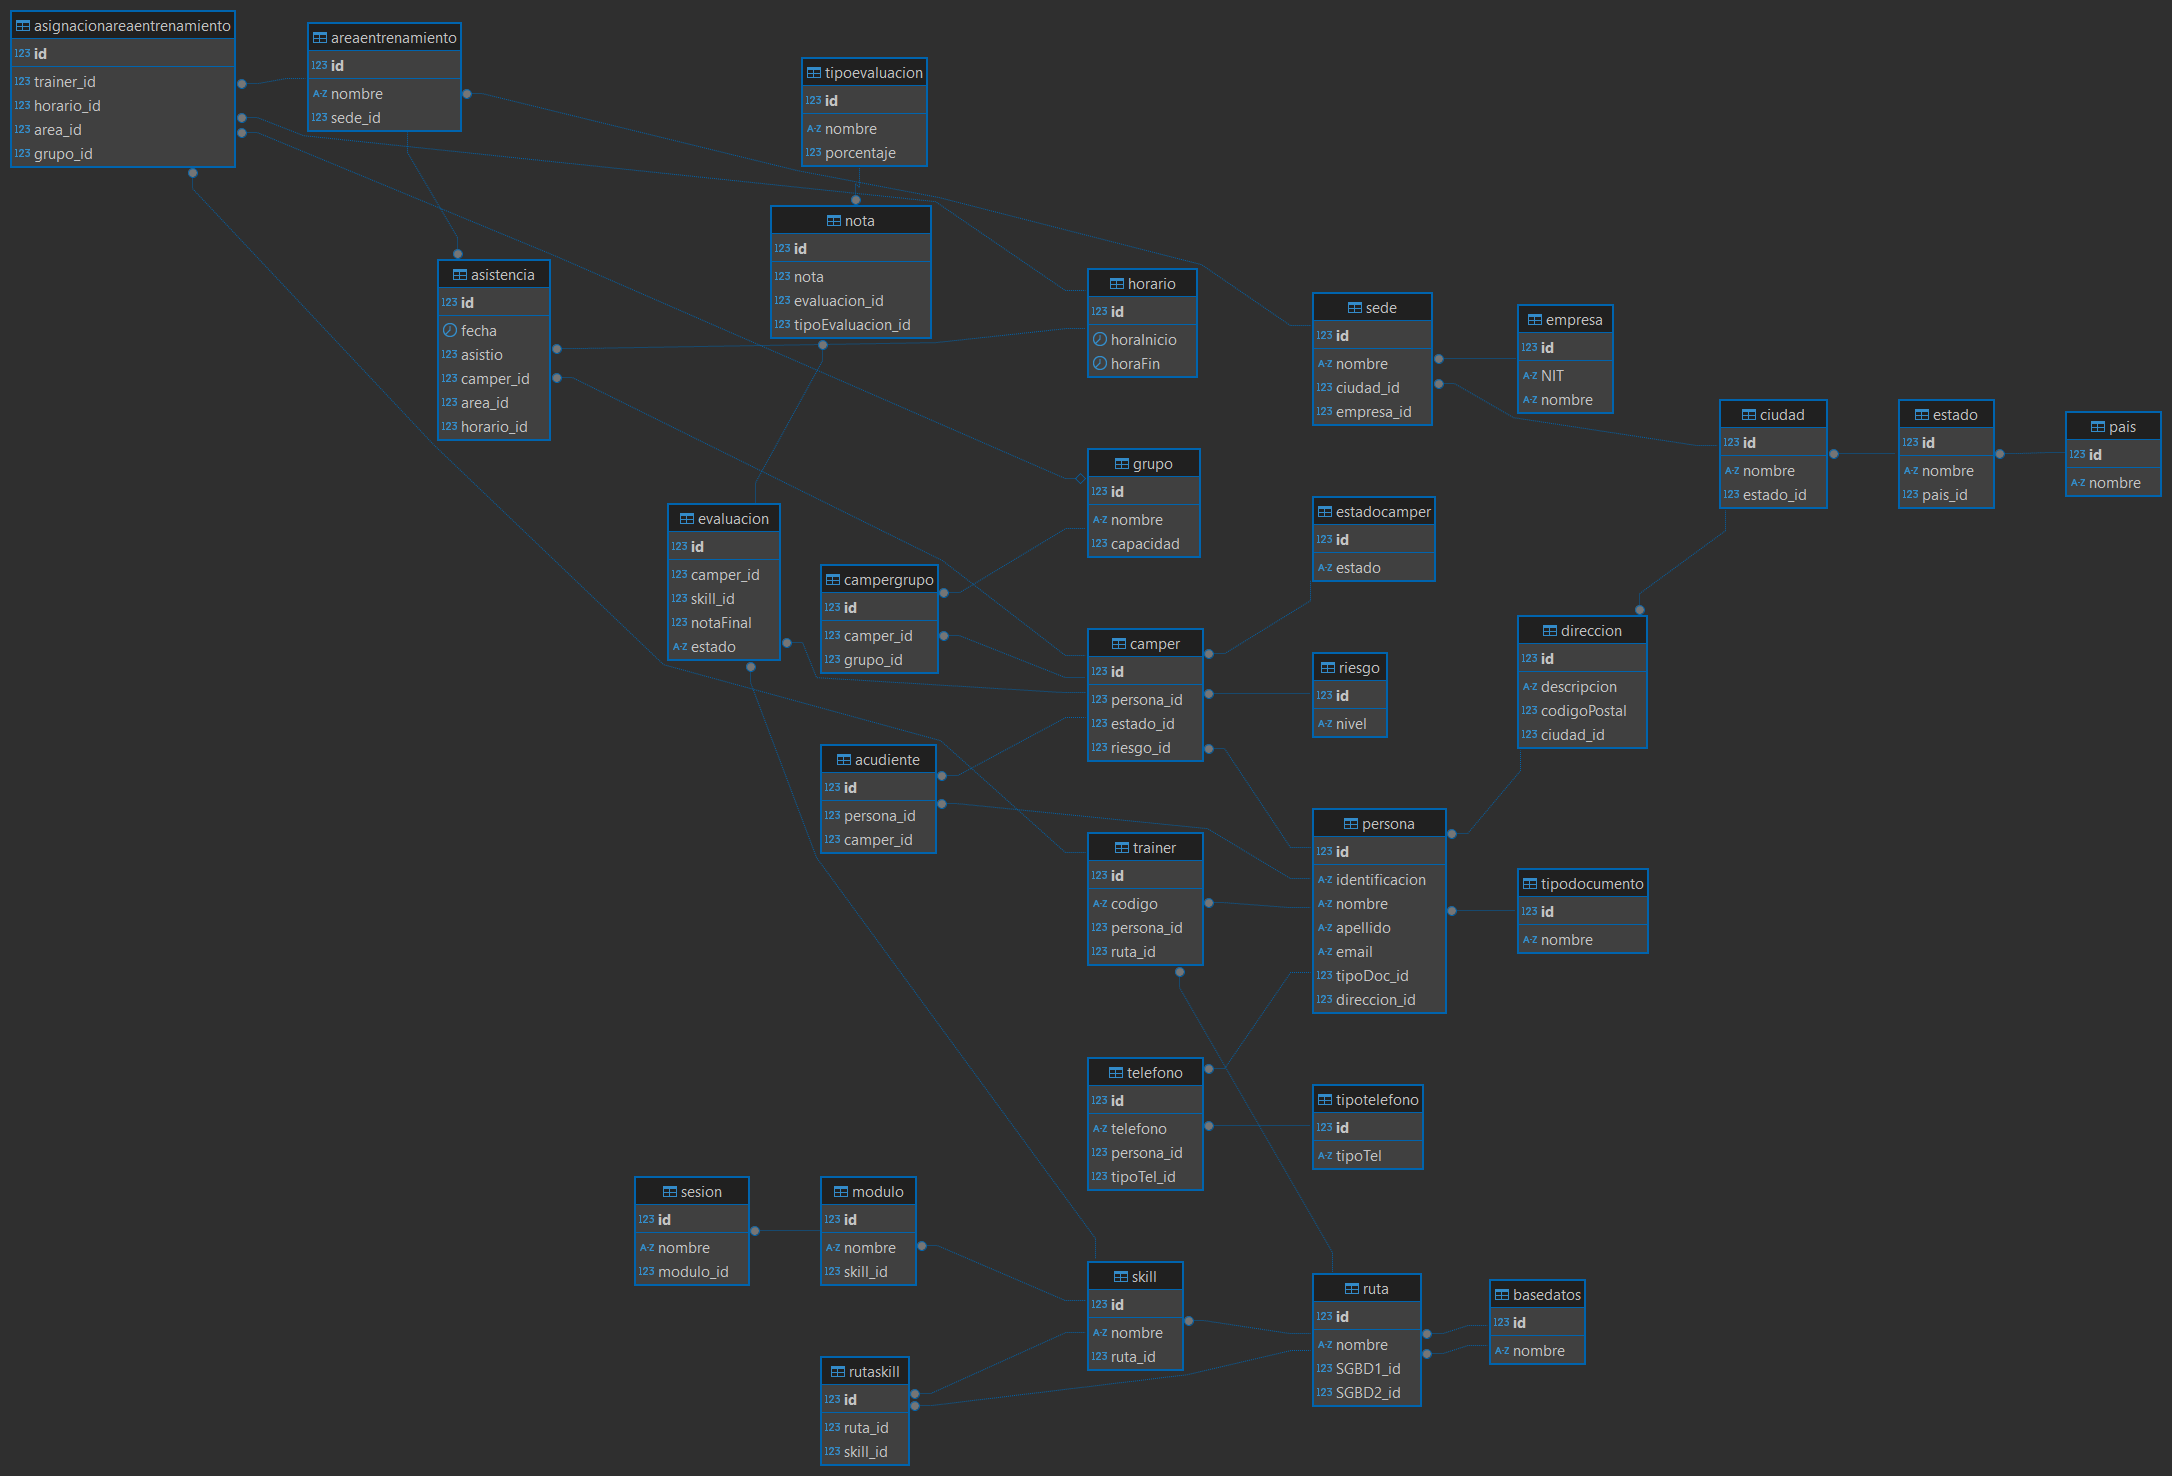 asignacionareaentrenamiento
123 id
123 trainer_id
123 horario_id
123 area_id
123 grupo_id
areaentrenamiento
123 id
A-Z nombre
123 sede_id
tipoevaluacion
123 id
A-Z nombre
123 porcentaje
nota
123 id
123 nota
123 evaluacion_id
123 tipoEvaluacion_id
asistencia
123 id
fecha
123 asistio
123 camper_id
123 area_id
123 horario_id
horario
123 id
horaInicio
horaFin
sede
123 id
A-Z nombre
123 ciudad_id
123 empresa_id
empresa
123 id
A-Z NIT
A-Z nombre
ciudad
123 id
A-Z nombre
123 estado_id
estado
123 id
A-Z nombre
123 pais_id
pais
123 id
A-Z nombre
grupo
123 id
A-Z nombre
123 capacidad
estadocamper
123 id
A-Z estado
evaluacion
123 id
123 camper_id
123 skill_id
123 notaFinal
A-Z estado
campergrupo
123 id
123 camper_id
123 grupo_id
camper
123 id
123 persona_id
123 estado_id
123 riesgo_id
riesgo
123 id
A-Z nivel
direccion
123 id
A-Z descripcion
123 codigoPostal
123 ciudad_id
acudiente
123 id
123 persona_id
123 camper_id
trainer
123 id
A-Z codigo
123 persona_id
123 ruta_id
persona
123 id
A-Z identificacion
A-Z nombre
A-Z apellido
A-Z email
123 tipoDoc_id
123 direccion_id
tipodocumento
123 id
A-Z nombre
telefono
123 id
A-Z telefono
123 persona_id
123 tipoTel_id
tipotelefono
123 id
A-Z tipoTel
sesion
123 id
A-Z nombre
123 modulo_id
modulo
123 id
A-Z nombre
123 skill_id
skill
123 id
A-Z nombre
123 ruta_id
ruta
123 id
A-Z nombre
123 SGBD1_id
123 SGBD2_id
basedatos
123 id
A-Z nombre
rutaskill
123 id
123 ruta_id
123 skill_id